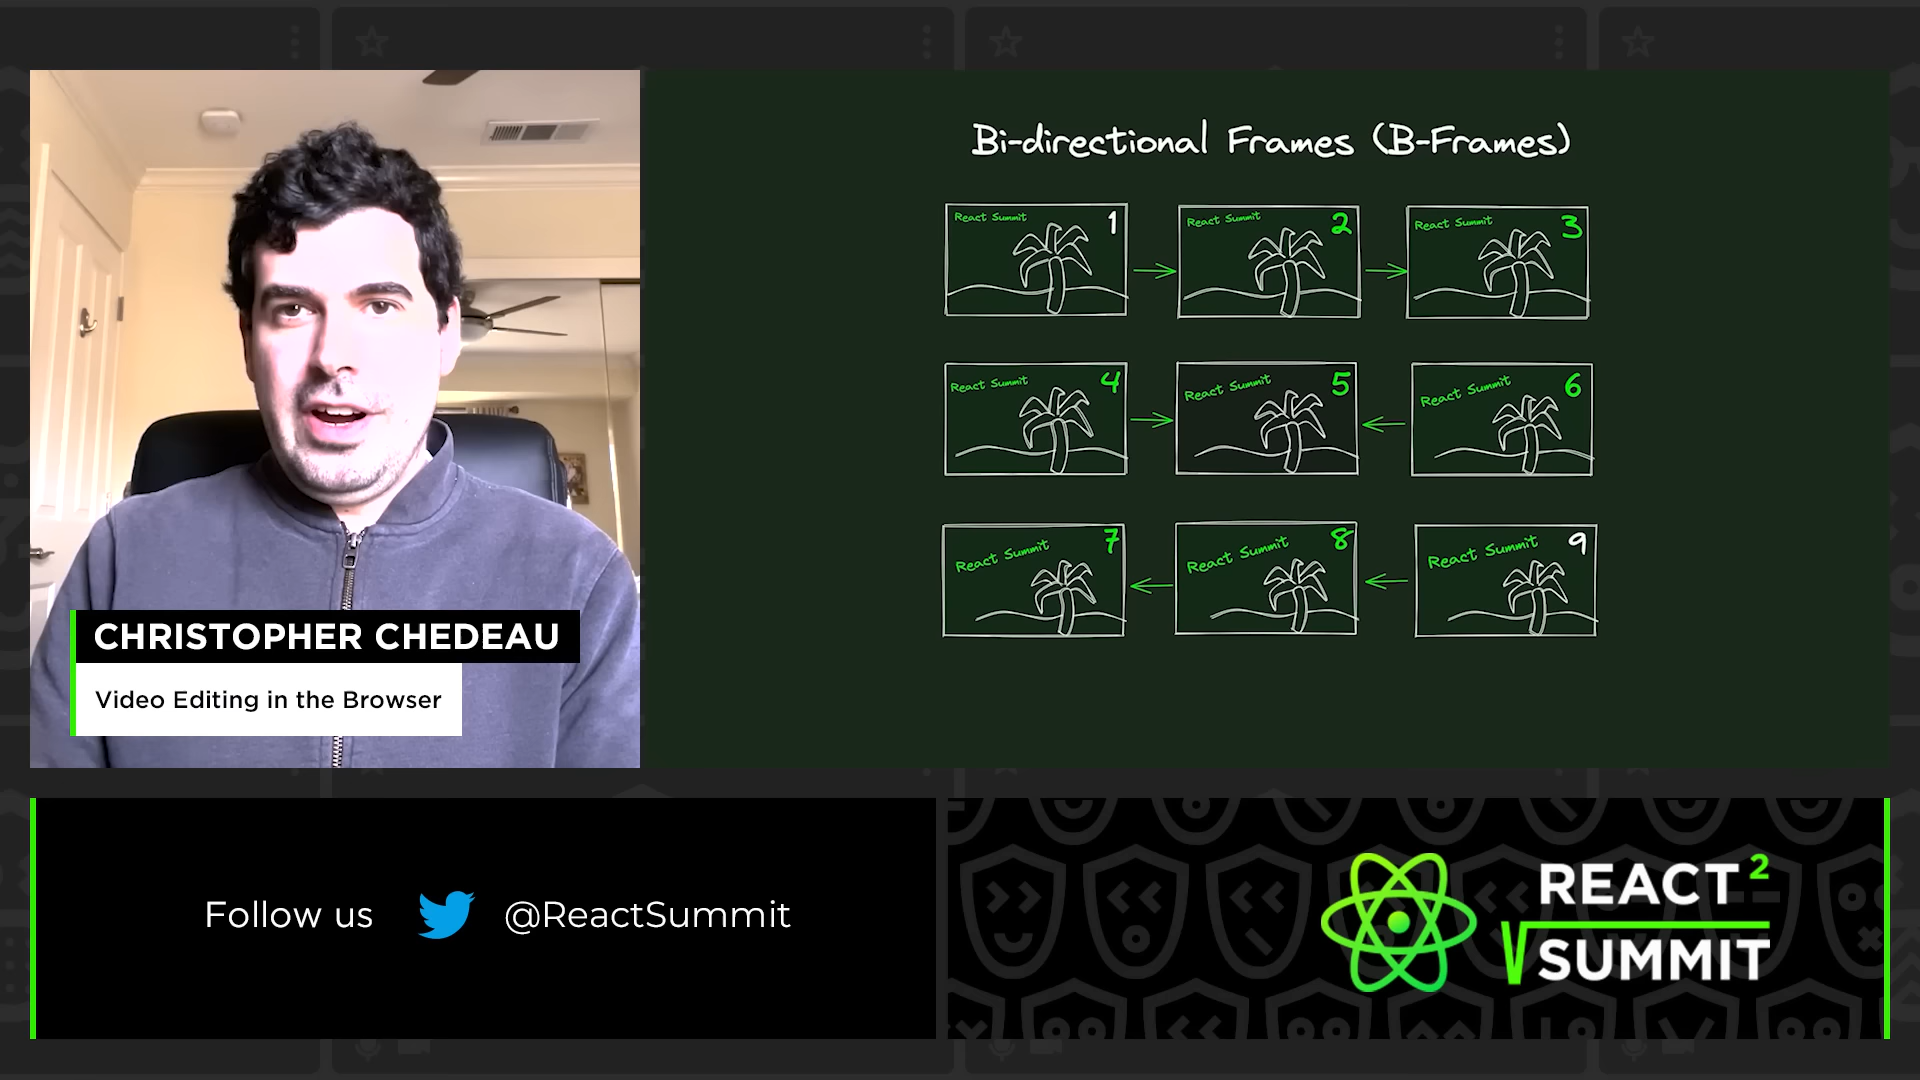 Bi-directional Frames (B-Frames)
React Summit 1
React Summit 2
React Summit 3
React Summit 4
React Summit 5
React Summit 6
React Summit 7
React Summit 8
React Summit 9
CHRISTOPHER CHEDEAU
Video Editing in the Browser
Follow us @ReactSummit
REACT 2
SUMMIT